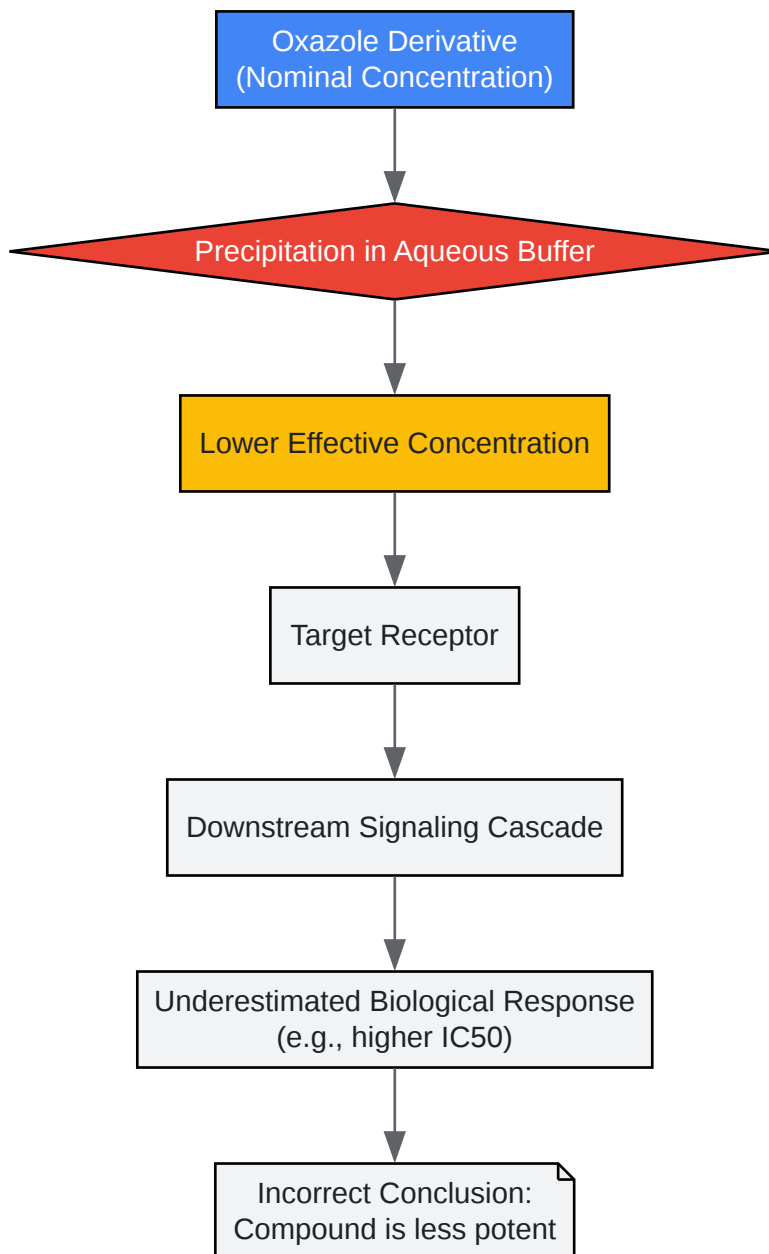 Oxazole Derivative
(Nominal Concentration)
Precipitation in Aqueous Buffer
Lower Effective Concentration
Target Receptor
Downstream Signaling Cascade
Underestimated Biological Response
(e.g., higher IC50)
Incorrect Conclusion:
Compound is less potent